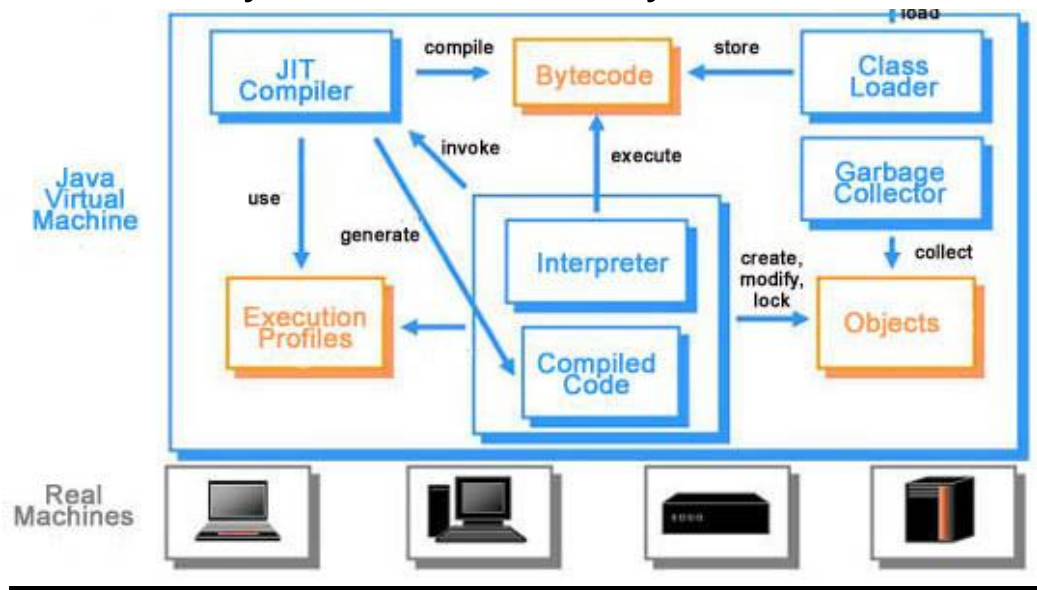 load
JIT
Compiler
compile
Bytecode
store
Class
Loader
invoke
execute
Java
Virtual
Machine
Garbage
Collector
use
generate
Interpreter
create,
modify,
lock
collect
Execution
Profiles
Objects
Compiled
Code
Real
Machines